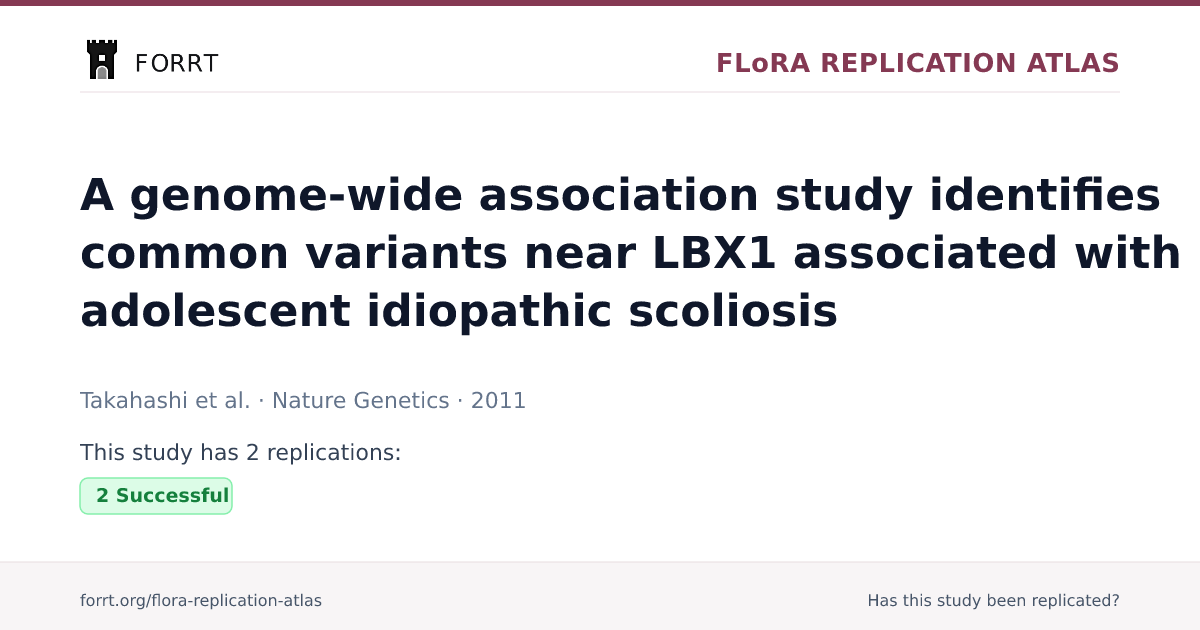 FORRT
FLoRA REPLICATION ATLAS
A genome-wide association study identifies
common variants near LBX1 associated with
adolescent idiopathic scoliosis
Takahashi et al. · Nature Genetics · 2011
This study has 2 replications:
2 Successful
forrt.org/flora-replication-atlas
Has this study been replicated?